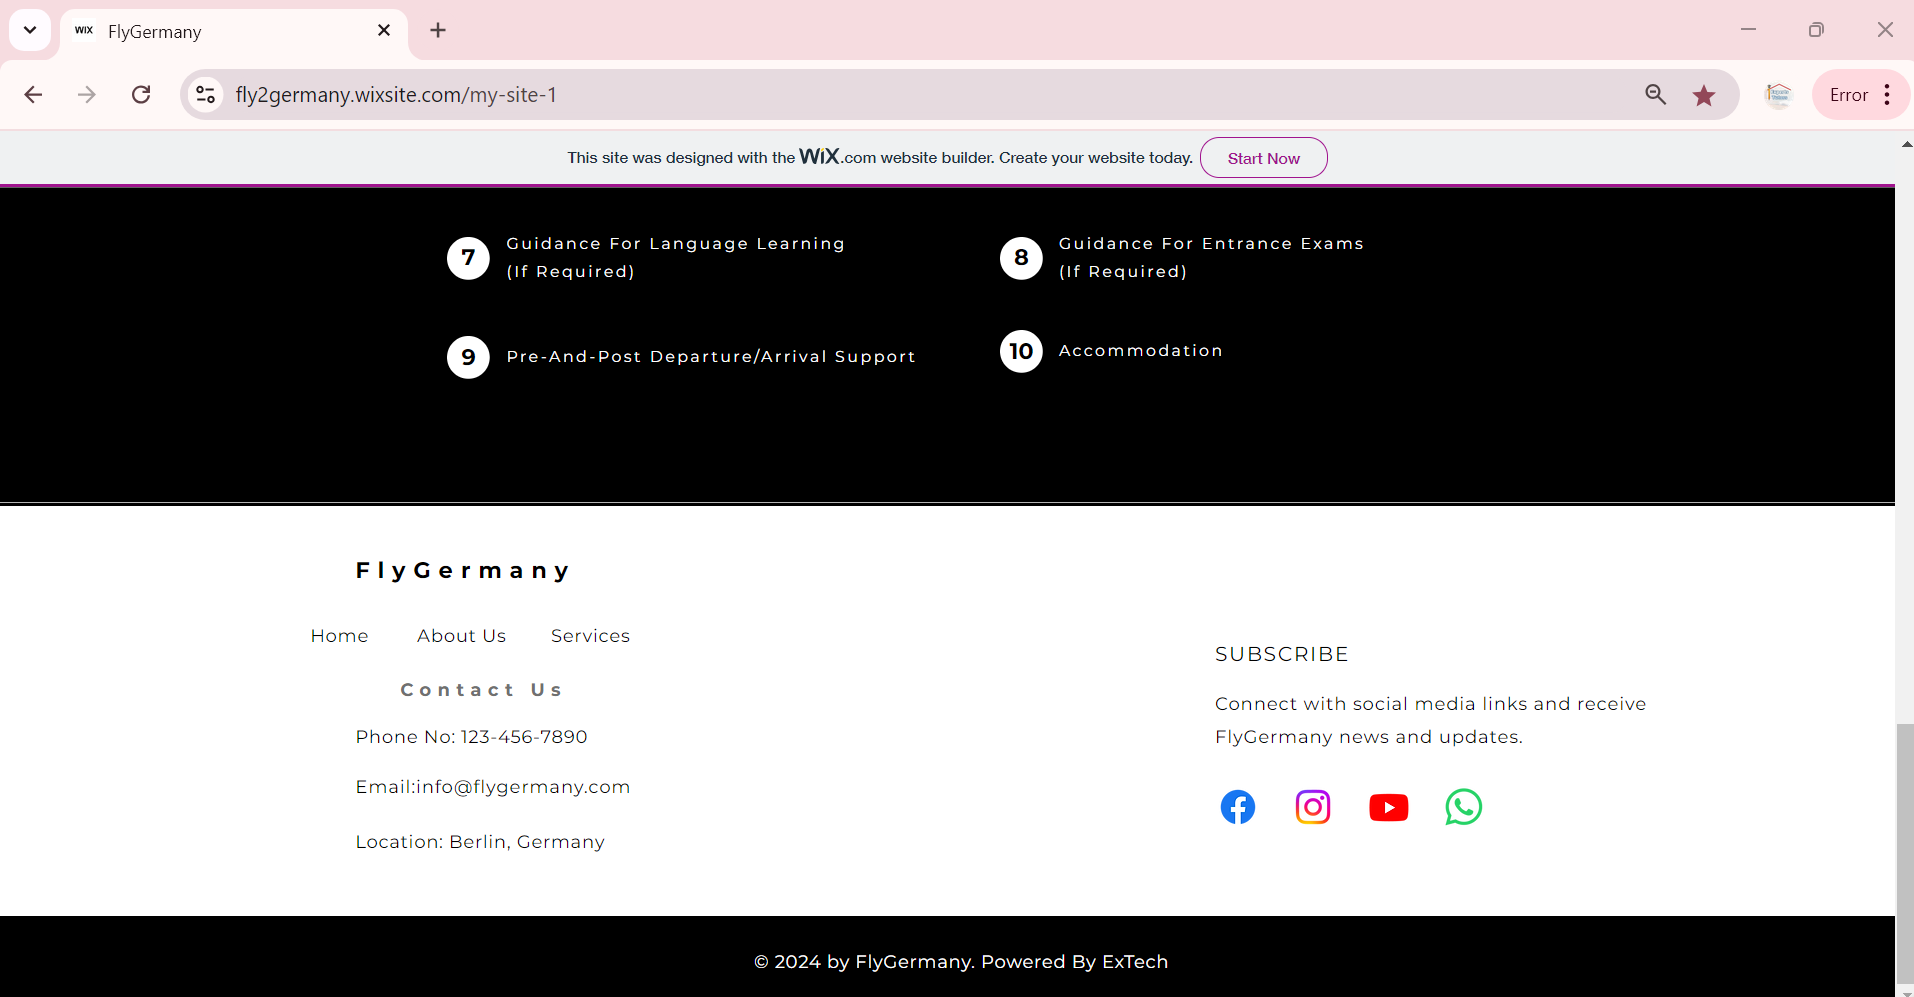 WIX FlyGermany
fly2germany.wixsite.com/my-site-1
Error
This site was designed with the WiX.com website builder. Create your website today. Start Now
7 Guidance For Language Learning
(If Required)
8 Guidance For Entrance Exams
(If Required)
9 Pre-And-Post Departure/Arrival Support
10 Accommodation
FlyGermany
Home About Us Services
Contact Us
Phone No: 123-456-7890
Email:info@flygermany.com
Location: Berlin, Germany
SUBSCRIBE
Connect with social media links and receive
FlyGermany news and updates.
© 2024 by FlyGermany. Powered By ExTech